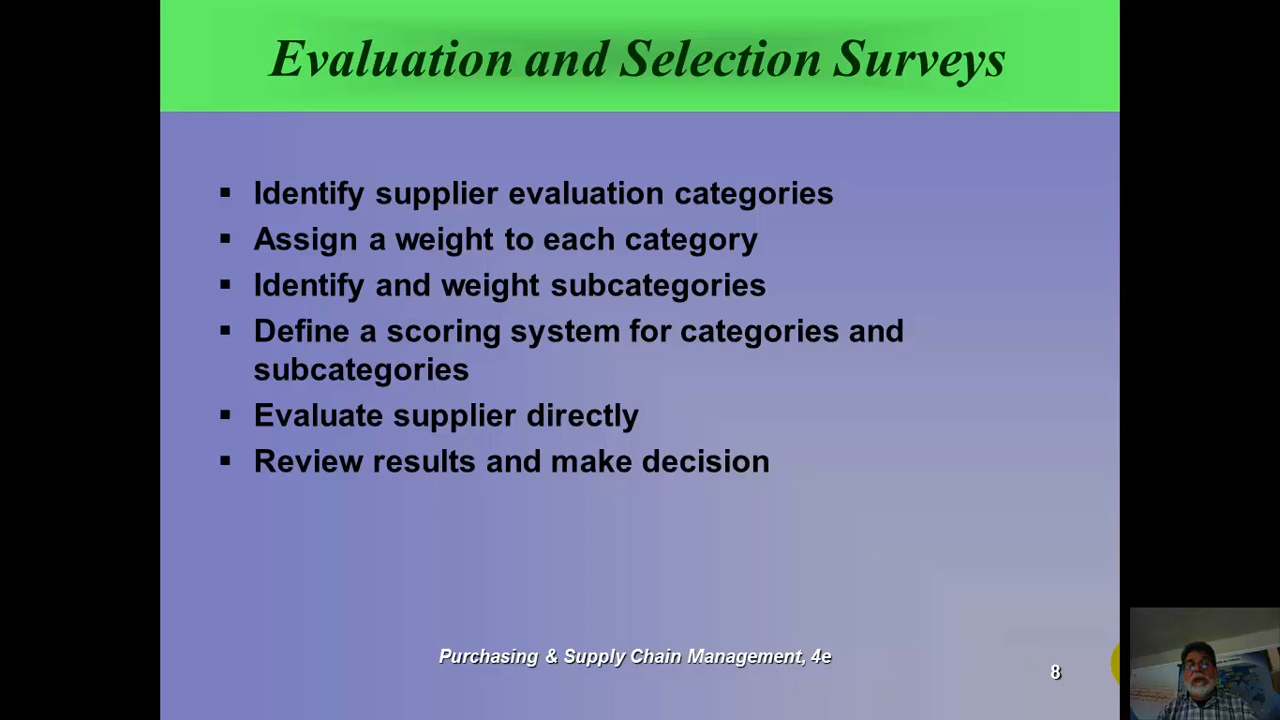 Evaluation and Selection Surveys
▪ Identify supplier evaluation categories
▪ Assign a weight to each category
▪ Identify and weight subcategories
▪ Define a scoring system for categories and
subcategories
▪ Evaluate supplier directly
▪ Review results and make decision
Purchasing & Supply Chain Management, 4e
8